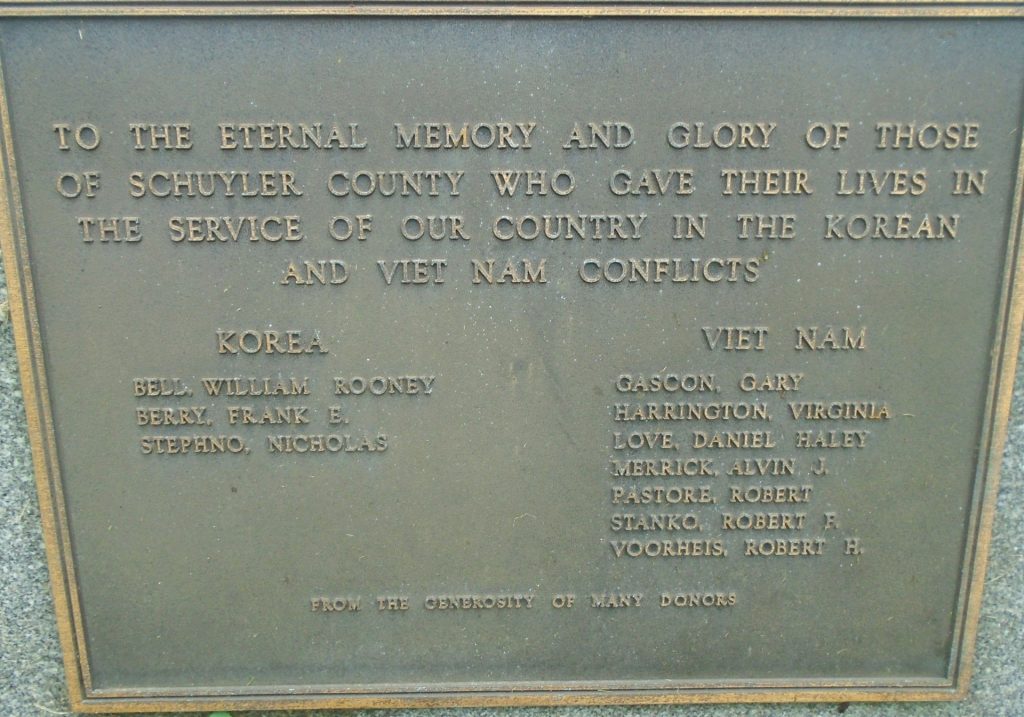 TO THE ETERNAL MEMORY AND GLORY OF THOSE
OF SCHUYLER COUNTY WHO GAVE THEIR LIVES IN
THE SERVICE OF OUR COUNTRY IN THE KOREAN
AND VIET NAM CONFLICTS
KOREA
BELL, WILLIAM ROONEY
BERRY, FRANK E.
STEPHNO, NICHOLAS
VIET NAM
GASCON, GARY
HARRINGTON, VIRGINIA
LOVE, DANIEL HALEY
MERRICK, ALVIN J.
PASTORE, ROBERT
STANKO, ROBERT F.
VOORHEIS, ROBERT H.
FROM THE GENEROSITY OF MANY DONORS